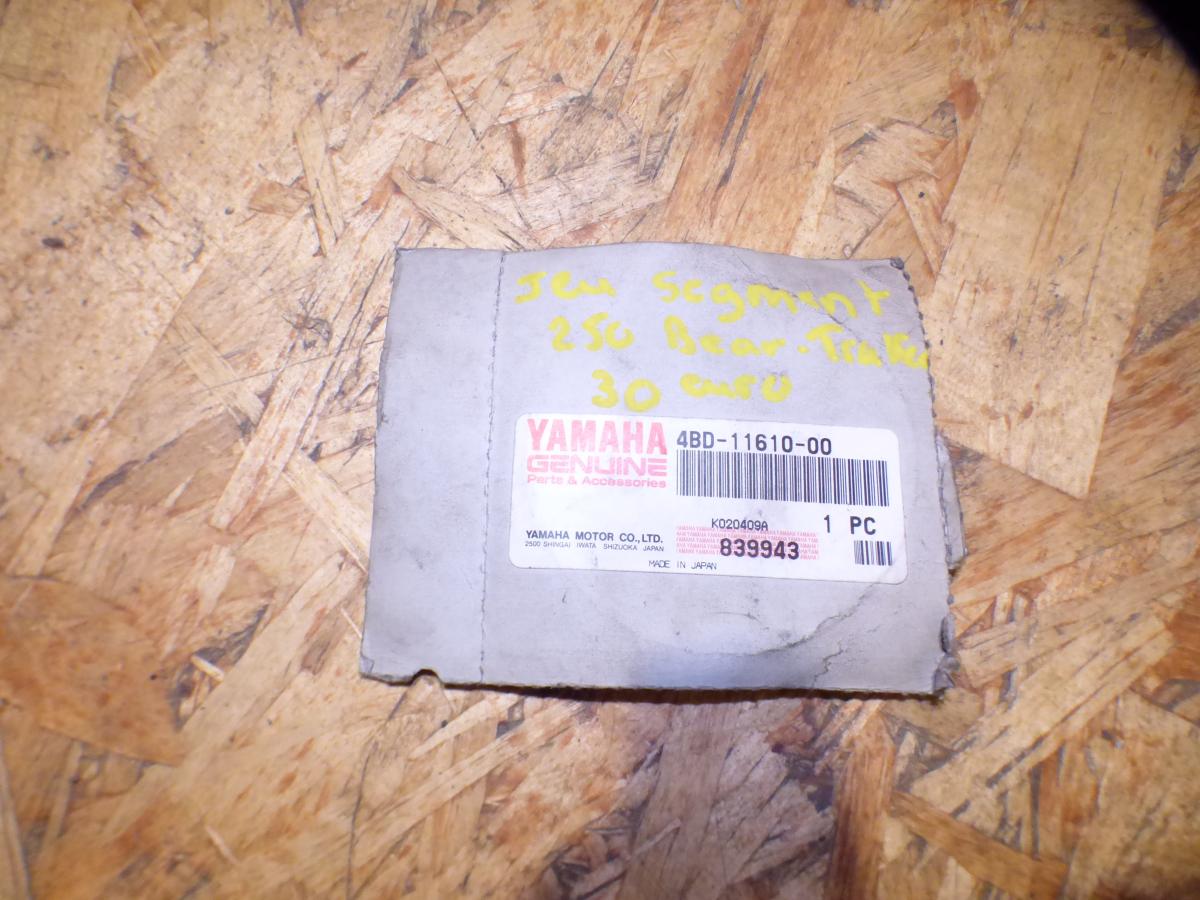 Jeu Segment
250 Bear-Traker
30 euro
YAMAHA
GENUINE
Parts & Accessories
4BD-11610-00
K020409A
1 PC
YAMAHA MOTOR CO.,LTD.
2500 SHINGAI IWATA SHIZUOKA JAPAN
839943
MADE IN JAPAN